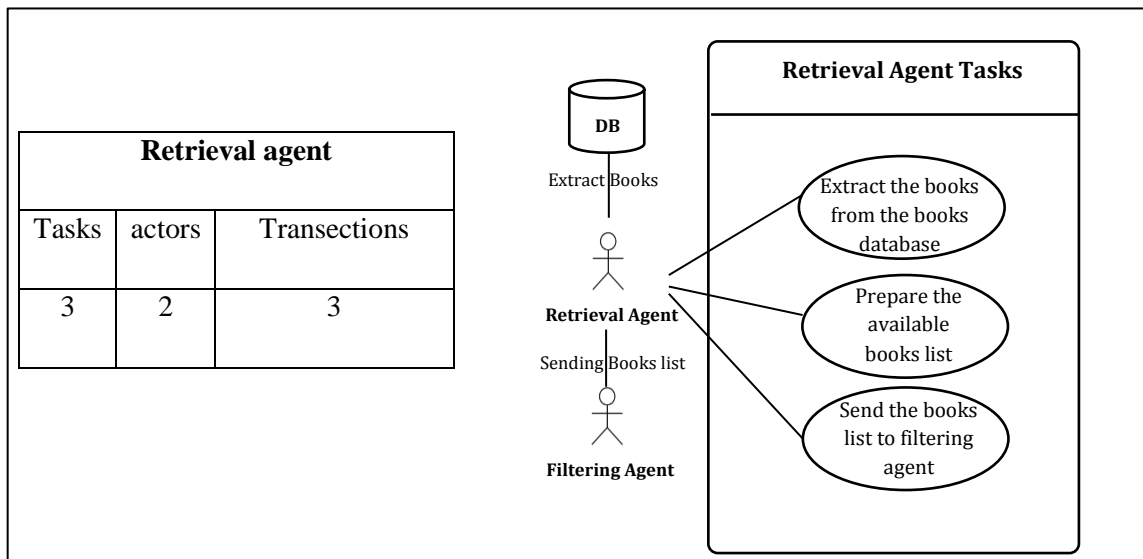 Retrieval agent
Tasks actors Transections
3 2 3
DB
Extract Books
Retrieval Agent
Sending Books list
Filtering Agent
Retrieval Agent Tasks
Extract the books
from the books
database
Prepare the
available
books list
Send the books
list to filtering
agent